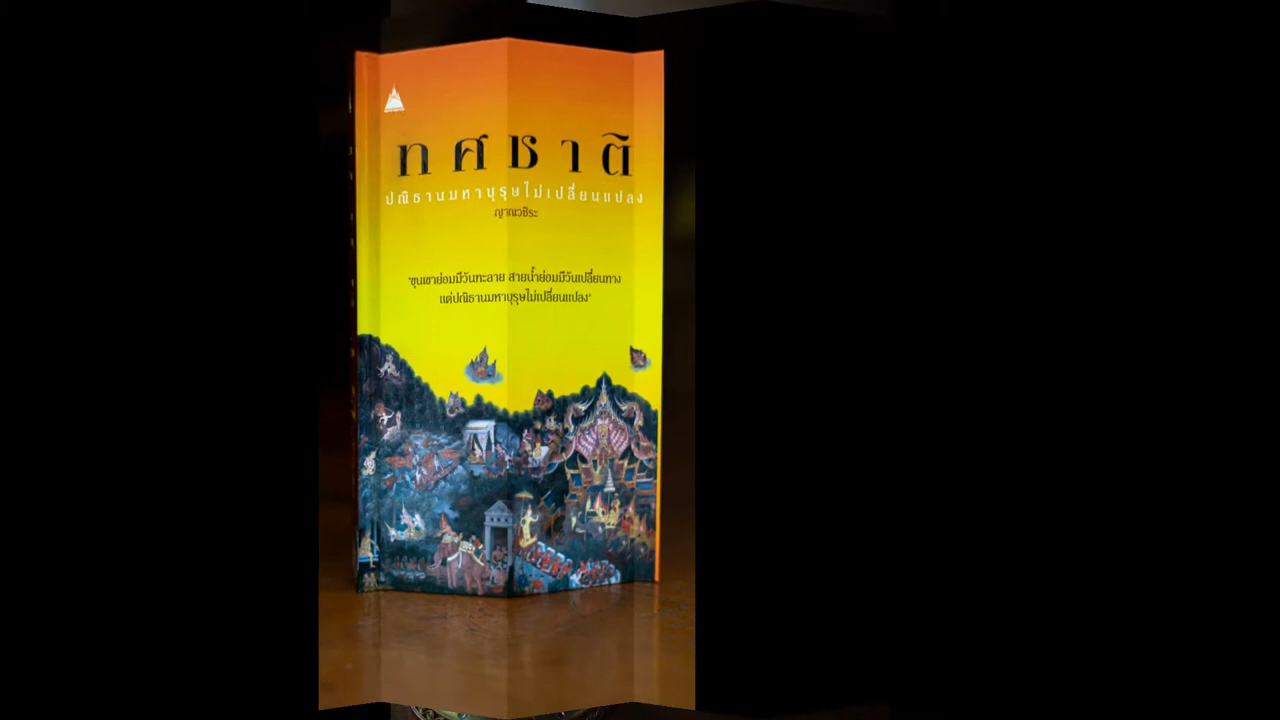 ทศชาติ
ปณิธานมหาบุรุษไม่เปลี่ยนแปลง
ญาณวชิระ
"ขุนเขาย่อมมีวันทะลาย สายน้ำย่อมมีวันเปลี่ยนทาง
แต่ปณิธานมหาบุรุษไม่เปลี่ยนแปลง"